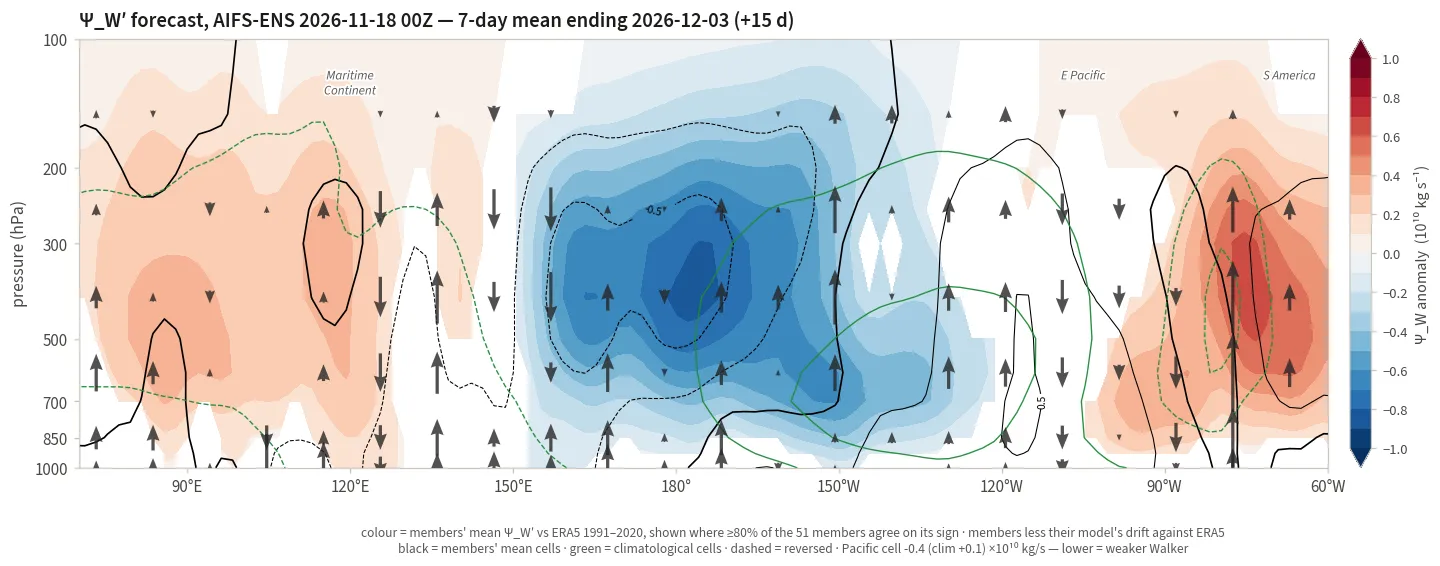 Ψ_W′ forecast, AIFS-ENS 2026-11-18 00Z — 7-day mean ending 2026-12-03 (+15 d)
100
200
300
400
500
700
850
1000
pressure (hPa)
Maritime
Continent
E Pacific
S America
-0.5
0.5
90°E
120°E
150°E
180°
150°W
120°W
90°W
60°W
1.0
0.8
0.6
0.4
0.2
0.0
−0.2
−0.4
−0.6
−0.8
−1.0
Ψ_W anomaly (10¹⁰ kg s⁻¹)
colour = members' mean Ψ_W′ vs ERA5 1991–2020, shown where ≥80% of the 51 members agree on its sign · members less their model's drift against ERA5
black = members' mean cells · green = climatological cells · dashed = reversed · Pacific cell -0.4 (clim +0.1) ×10¹⁰ kg/s — lower = weaker Walker